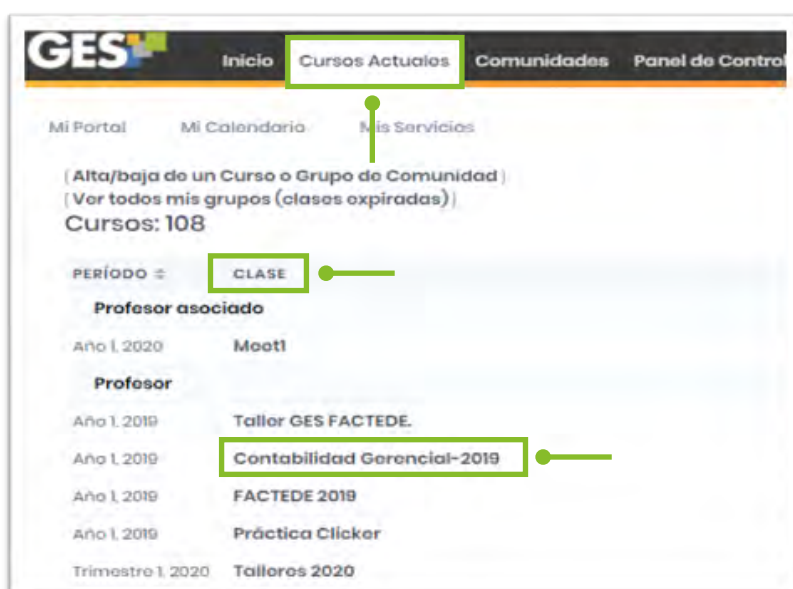 GES
Inicio Cursos Actuales Comunidades Panel de Control
Mi Portal Mi Calendario Mis Servicios
[Alta/baja de un Curso o Grupo de Comunidad]
[Ver todos mis grupos (clases expiradas)]
Cursos: 108
PERÍODO CLASE
Profesor asociado
Año 1, 2020 Meet1
Profesor
Año 1, 2019 Taller GES FACTEDE.
Año 1, 2019 Contabilidad Gerencial-2019
Año 1, 2019 FACTEDE 2019
Año 1, 2019 Práctica Clicker
Trimestre 1, 2020 Talleres 2020